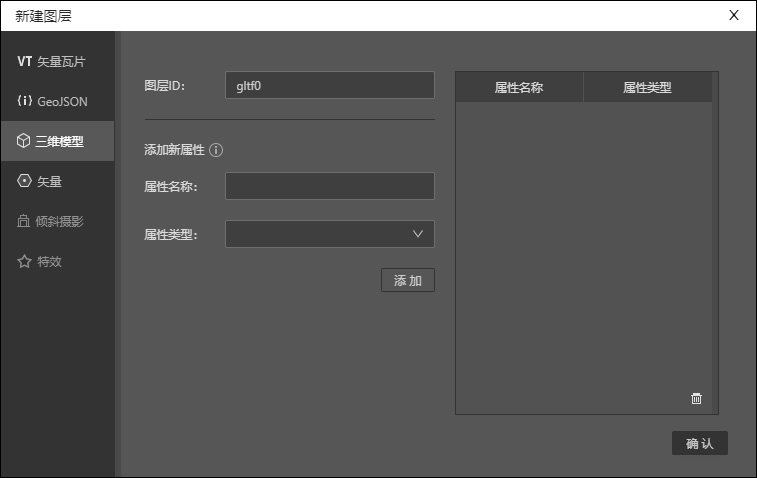 新建图层
X
VT 矢量瓦片
{i} GeoJSON
三维模型
矢量
倾斜摄影
特效
图层ID:
gltf0
添加新属性
属性名称:
属性类型:
添加
属性名称
属性类型
确认